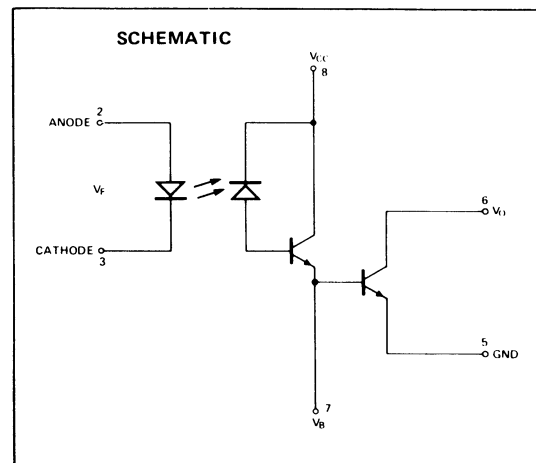 SCHEMATIC
VCC
8
2
ANODE
VF
6
VO
CATHODE
3
5
GND
7
VB